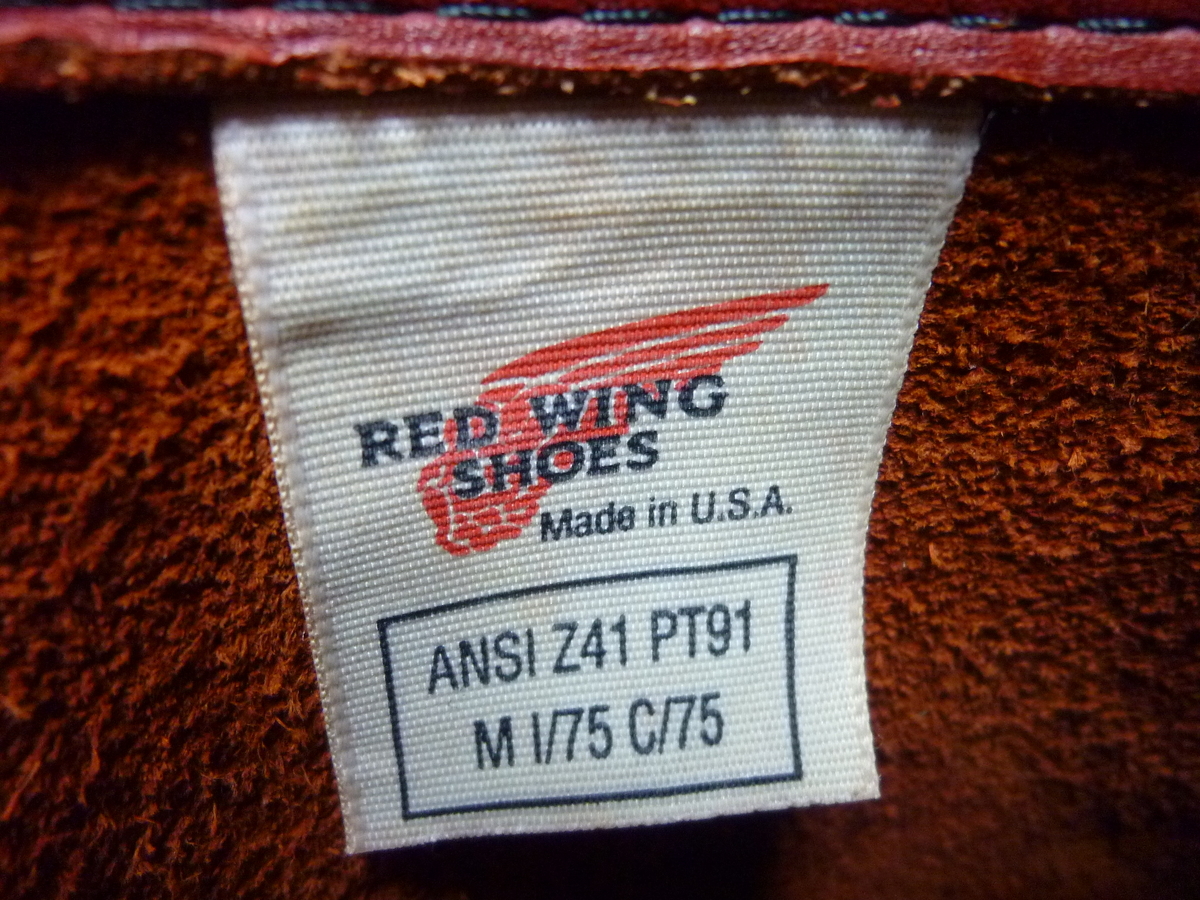 RED WING
SHOES
Made in U.S.A.
ANSI Z41 PT91
M I/75 C/75